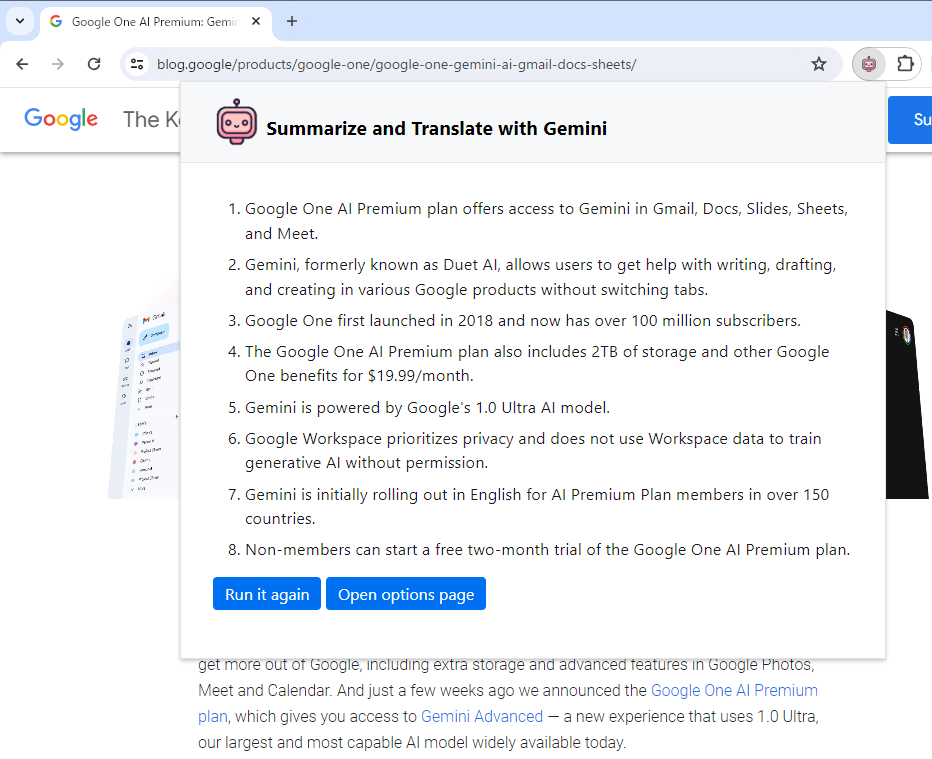 Google One AI Premium: Gemi
blog.google/products/google-one/google-one-gemini-ai-gmail-docs-sheets/
Google The K
Su
Summarize and Translate with Gemini
1. Google One AI Premium plan offers access to Gemini in Gmail, Docs, Slides, Sheets,
and Meet.
2. Gemini, formerly known as Duet AI, allows users to get help with writing, drafting,
and creating in various Google products without switching tabs.
3. Google One first launched in 2018 and now has over 100 million subscribers.
4. The Google One AI Premium plan also includes 2TB of storage and other Google
One benefits for $19.99/month.
5. Gemini is powered by Google's 1.0 Ultra AI model.
6. Google Workspace prioritizes privacy and does not use Workspace data to train
generative AI without permission.
7. Gemini is initially rolling out in English for AI Premium Plan members in over 150
countries.
8. Non-members can start a free two-month trial of the Google One AI Premium plan.
Run it again Open options page
Gmail
get more out of Google, including extra storage and advanced features in Google Photos,
Meet and Calendar. And just a few weeks ago we announced the Google One AI Premium
plan, which gives you access to Gemini Advanced — a new experience that uses 1.0 Ultra,
our largest and most capable AI model widely available today.